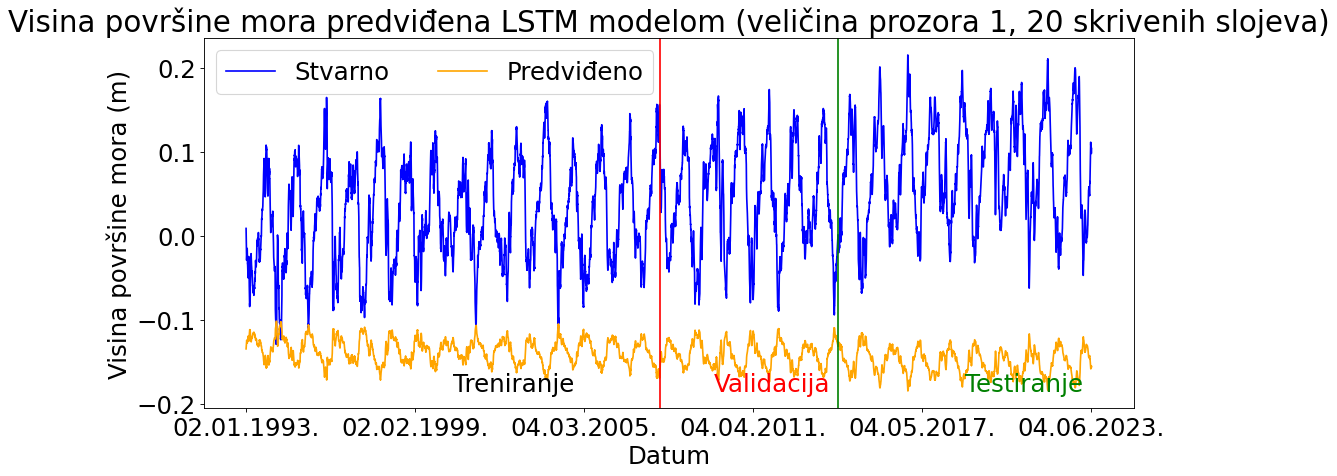 Visina površine mora predviđena LSTM modelom (veličina prozora 1, 20 skrivenih slojeva)
Stvarno
Predviđeno
Visina površine mora (m)
0.2
0.1
0.0
−0.1
−0.2
Treniranje
Validacija
Testiranje
02.01.1993.
02.02.1999.
04.03.2005.
04.04.2011.
04.05.2017.
04.06.2023.
Datum